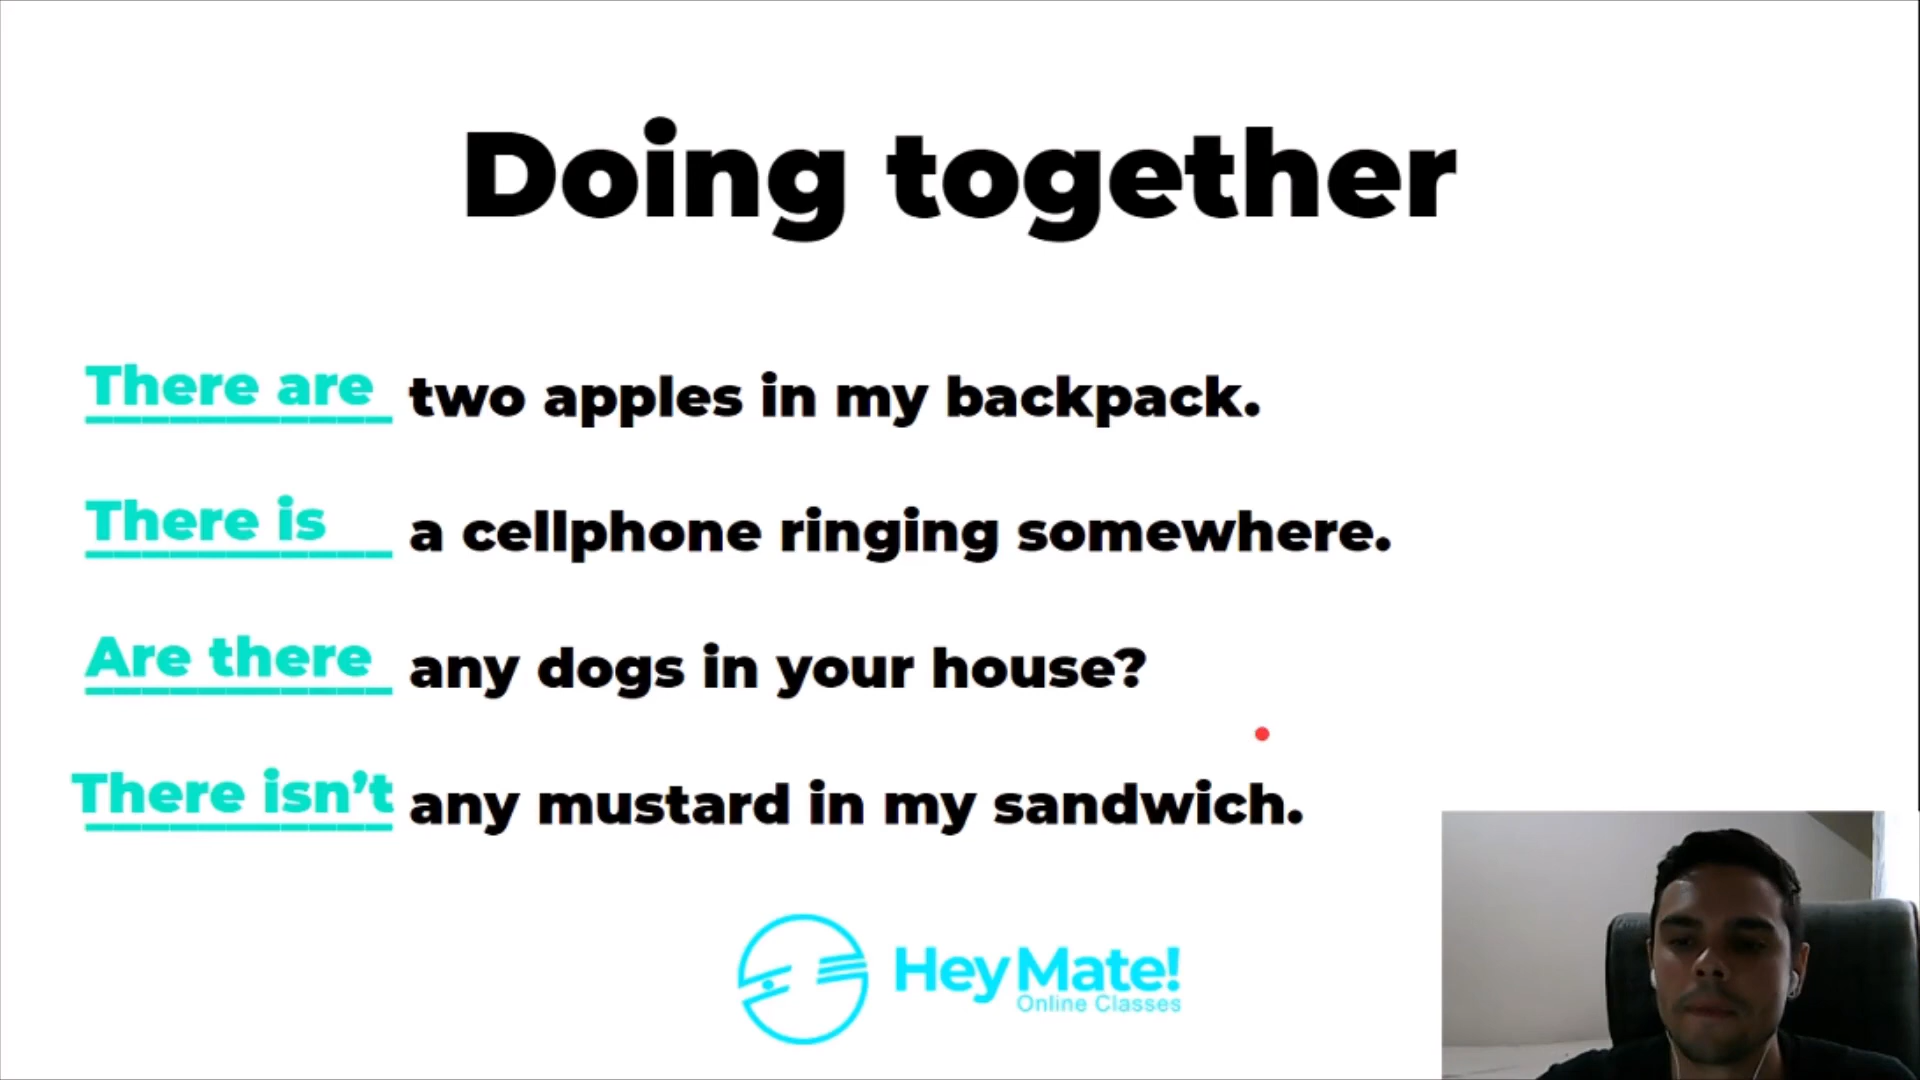 Doing together
There are two apples in my backpack.
There is a cellphone ringing somewhere.
Are there any dogs in your house?
There isn’t any mustard in my sandwich.
Hey Mate!
Online Classes